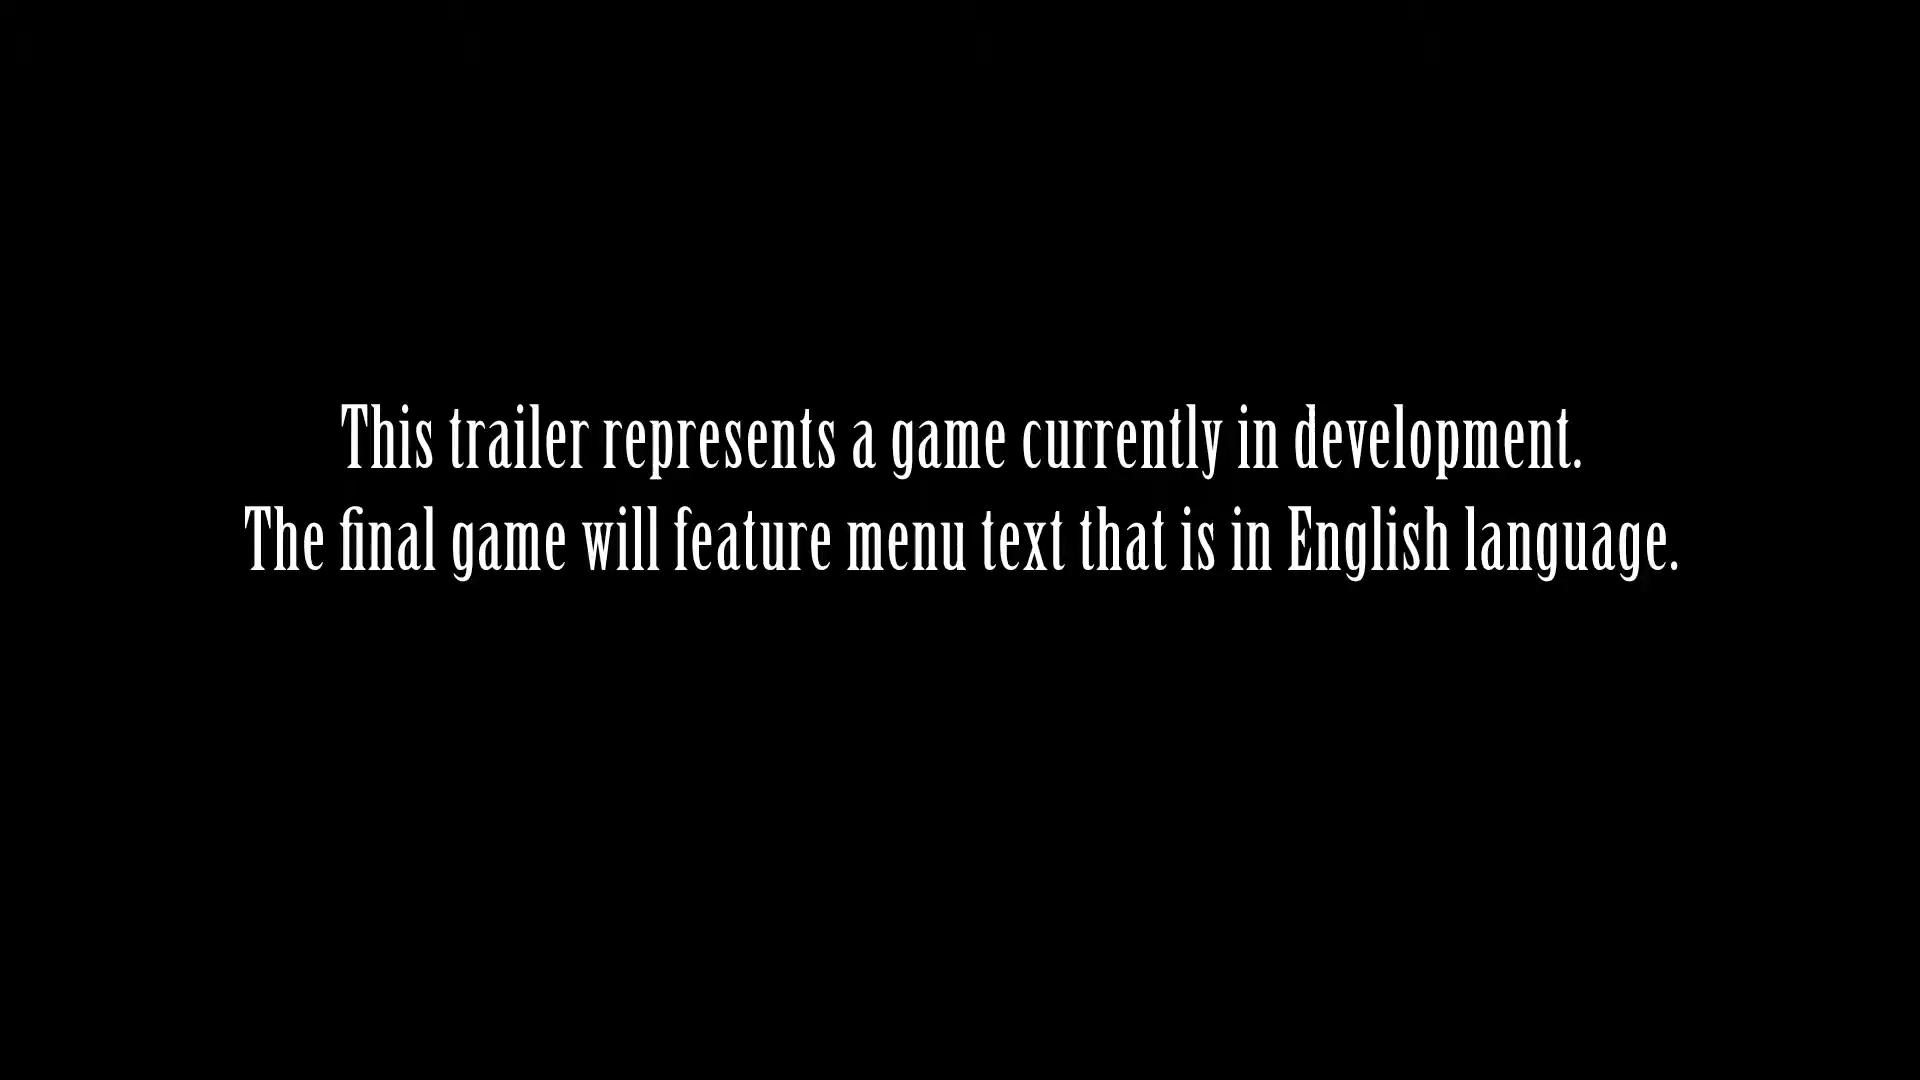 This trailer represents a game currently in development.
The final game will feature menu text that is in English language.